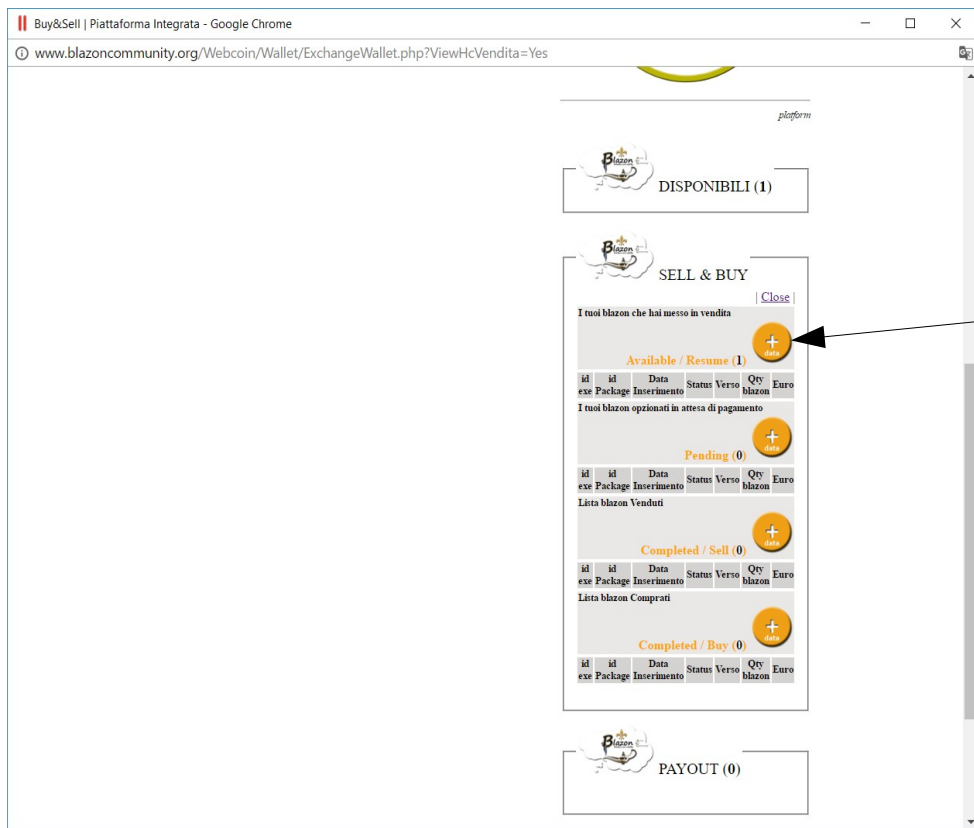 Buy&Sell | Piattaforma Integrata - Google Chrome
www.blazoncommunity.org/Webcoin/Wallet/ExchangeWallet.php?ViewHcVendita=Yes
platform
Blazon
DISPONIBILI (1)
Blazon
SELL & BUY
| Close |
I tuoi blazon che hai messo in vendita
+
data
Available / Resume (1)
id exe id Package Data Inserimento Status Verso Qty blazon Euro
I tuoi blazon opzionati in attesa di pagamento
+
data
Pending (0)
id exe id Package Data Inserimento Status Verso Qty blazon Euro
Lista blazon Venduti
+
data
Completed / Sell (0)
id exe id Package Data Inserimento Status Verso Qty blazon Euro
Lista blazon Comprati
+
data
Completed / Buy (0)
id exe id Package Data Inserimento Status Verso Qty blazon Euro
Blazon
PAYOUT (0)